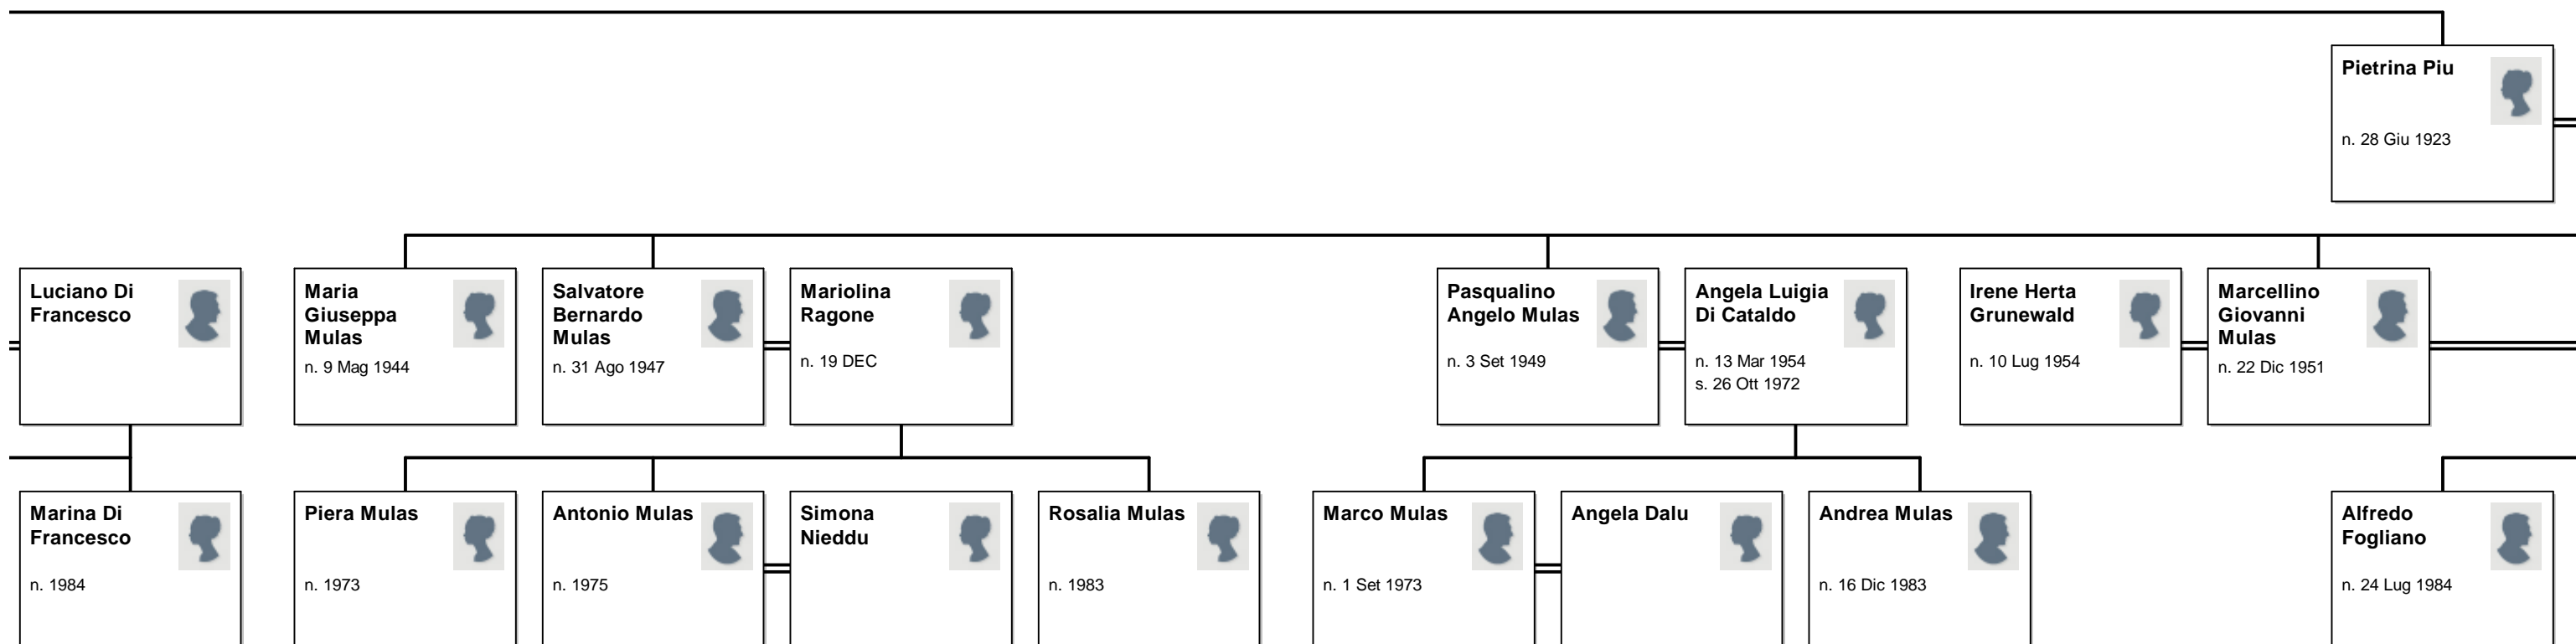 Pietrina Piu
n. 28 Giu 1923
Luciano Di
Francesco
Maria
Giuseppa
Mulas
n. 9 Mag 1944
Salvatore
Bernardo
Mulas
n. 31 Ago 1947
Mariolina
Ragone
n. 19 DEC
Pasqualino
Angelo Mulas
n. 3 Set 1949
Angela Luigia
Di Cataldo
n. 13 Mar 1954
s. 26 Ott 1972
Irene Herta
Grunewald
n. 10 Lug 1954
Marcellino
Giovanni
Mulas
n. 22 Dic 1951
Marina Di
Francesco
n. 1984
Piera Mulas
n. 1973
Antonio Mulas
n. 1975
Simona
Nieddu
Rosalia Mulas
n. 1983
Marco Mulas
n. 1 Set 1973
Angela Dalu
Andrea Mulas
n. 16 Dic 1983
Alfredo
Fogliano
n. 24 Lug 1984